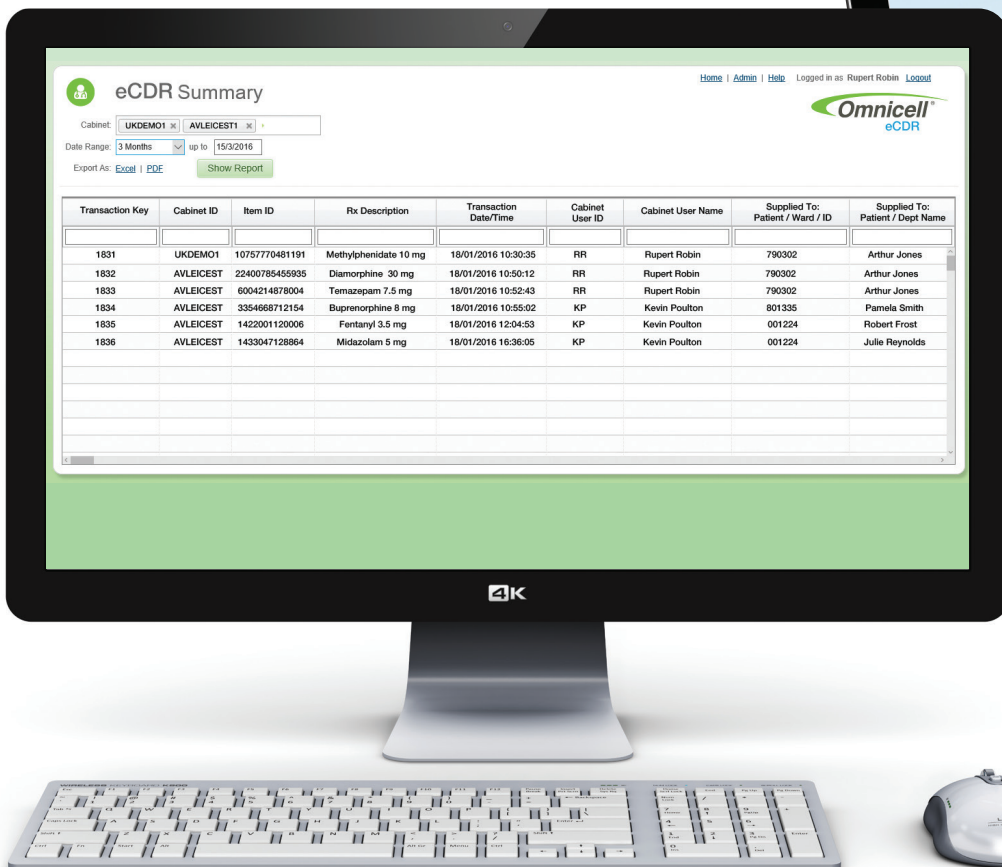 Home | Admin | Help Logged in as Rupert Robin Logout
eCDR Summary
Omnicell®
eCDR
Cabinet: UKDEMO1 × AVLEICEST1 ×
Date Range: 3 Months up to 15/3/2016
Export As: Excel | PDF Show Report
Transaction Key Cabinet ID Item ID Rx Description Transaction Date/Time Cabinet User ID Cabinet User Name Supplied To: Patient / Ward / ID Supplied To: Patient / Dept Name
1831 UKDEMO1 10757770481191 Methylphenidate 10 mg 18/01/2016 10:30:35 RR Rupert Robin 790302 Arthur Jones
1832 AVLEICEST 22400785455935 Diamorphine 30 mg 18/01/2016 10:50:12 RR Rupert Robin 790302 Arthur Jones
1833 AVLEICEST 6004214878004 Temazepam 7.5 mg 18/01/2016 10:52:43 RR Rupert Robin 790302 Arthur Jones
1834 AVLEICEST 3354668712154 Buprenorphine 8 mg 18/01/2016 10:55:02 KP Kevin Poulton 801335 Pamela Smith
1835 AVLEICEST 1422001120006 Fentanyl 3.5 mg 18/01/2016 12:04:53 KP Kevin Poulton 001224 Robert Frost
1836 AVLEICEST 1433047128864 Midazolam 5 mg 18/01/2016 16:36:05 KP Kevin Poulton 001224 Julie Reynolds
4K